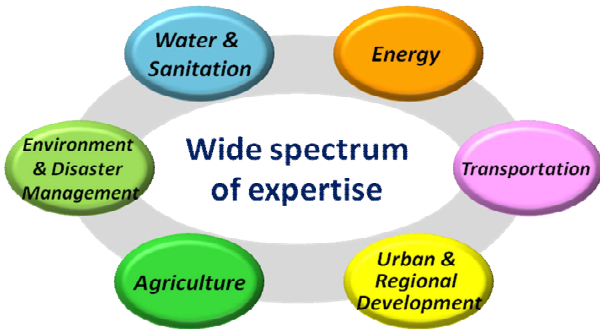 Water &
Sanitation
Energy
Environment
& Disaster
Management
Wide spectrum
of expertise
Transportation
Agriculture
Urban &
Regional
Development